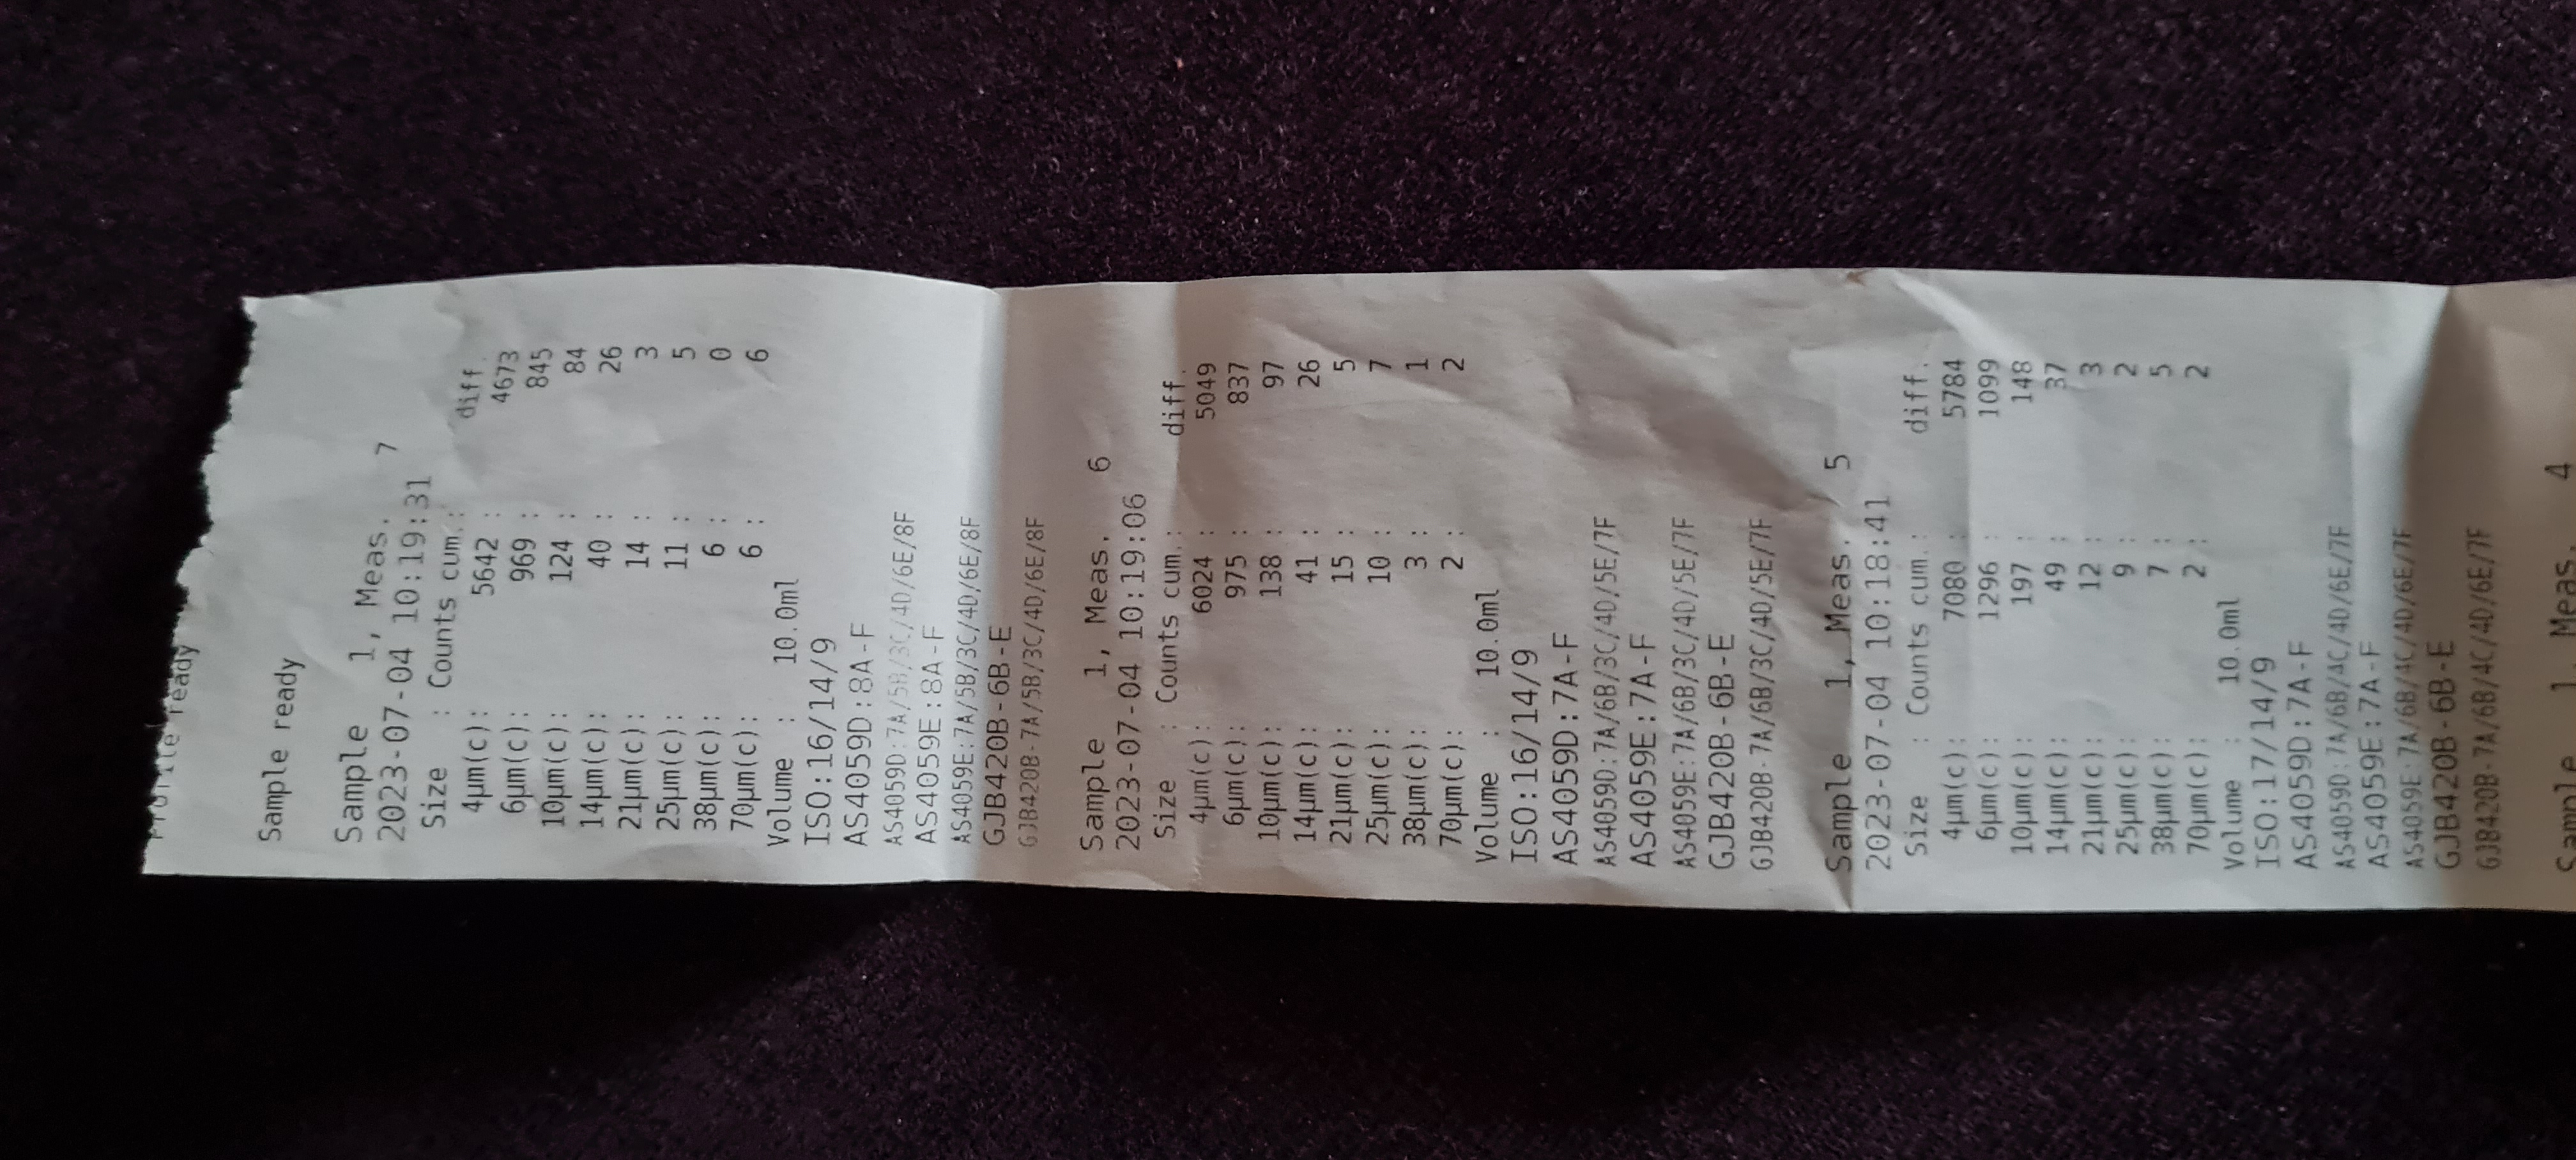 Profile ready
Sample ready
Sample 1, Meas. 7
2023-07-04 10:19:31
Size : Counts cum.: diff.
4µm(c): 5642 : 4673
6µm(c): 969 : 845
10µm(c): 124 : 84
14µm(c): 40 : 26
21µm(c): 14 : 3
25µm(c): 11 : 5
38µm(c): 6 : 0
70µm(c): 6 : 6
Volume : 10.0ml
ISO:16/14/9
AS4059D:8A-F
AS4059D:7A/5B/3C/4D/6E/8F
AS4059E:8A-F
AS4059E:7A/5B/3C/4D/6E/8F
GJB420B-6B-E
GJB420B-7A/5B/3C/4D/6E/8F
Sample 1, Meas. 6
2023-07-04 10:19:06
Size : Counts cum.: diff.
4µm(c): 6024 : 5049
6µm(c): 975 : 837
10µm(c): 138 : 97
14µm(c): 41 : 26
21µm(c): 15 : 5
25µm(c): 10 : 7
38µm(c): 3 : 1
70µm(c): 2 : 2
Volume : 10.0ml
ISO:16/14/9
AS4059D:7A-F
AS4059D:7A/6B/3C/4D/5E/7F
AS4059E:7A-F
AS4059E:7A/6B/3C/4D/5E/7F
GJB420B-6B-E
GJB420B-7A/6B/3C/4D/5E/7F
Sample 1, Meas. 5
2023-07-04 10:18:41
Size : Counts cum.: diff.
4µm(c): 7080 : 5784
6µm(c): 1296 : 1099
10µm(c): 197 : 148
14µm(c): 49 : 37
21µm(c): 12 : 3
25µm(c): 9 : 2
38µm(c): 7 : 5
70µm(c): 2 : 2
Volume : 10.0ml
ISO:17/14/9
AS4059D:7A-F
AS4059D:7A/6B/4C/4D/6E/7F
AS4059E:7A-F
AS4059E:7A/6B/4C/4D/6E/7F
GJB420B-6B-E
GJB420B-7A/6B/4C/4D/6E/7F
Sample 1, Meas. 4